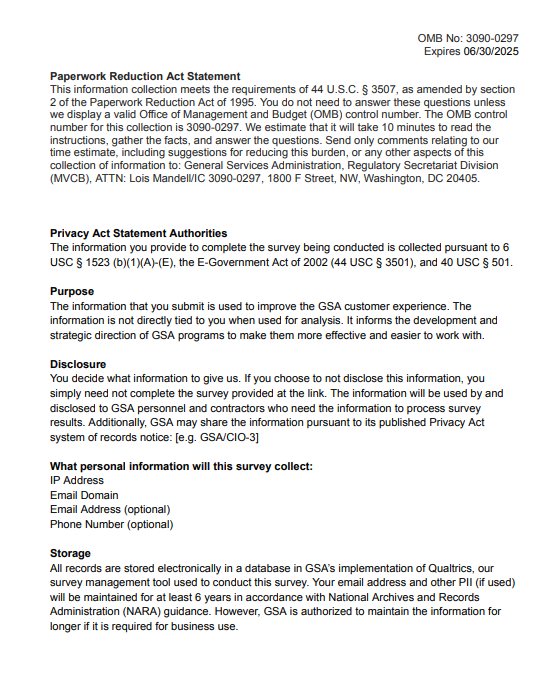 OMB No: 3090-0297
Expires 06/30/2025
Paperwork Reduction Act Statement
This information collection meets the requirements of 44 U.S.C. § 3507, as amended by section
2 of the Paperwork Reduction Act of 1995. You do not need to answer these questions unless
we display a valid Office of Management and Budget (OMB) control number. The OMB control
number for this collection is 3090-0297. We estimate that it will take 10 minutes to read the
instructions, gather the facts, and answer the questions. Send only comments relating to our
time estimate, including suggestions for reducing this burden, or any other aspects of this
collection of information to: General Services Administration, Regulatory Secretariat Division
(MVCB), ATTN: Lois Mandell/IC 3090-0297, 1800 F Street, NW, Washington, DC 20405.
Privacy Act Statement Authorities
The information you provide to complete the survey being conducted is collected pursuant to 6
USC § 1523 (b)(1)(A)-(E), the E-Government Act of 2002 (44 USC § 3501), and 40 USC § 501.
Purpose
The information that you submit is used to improve the GSA customer experience. The
information is not directly tied to you when used for analysis. It informs the development and
strategic direction of GSA programs to make them more effective and easier to work with.
Disclosure
You decide what information to give us. If you choose to not disclose this information, you
simply need not complete the survey provided at the link. The information will be used by and
disclosed to GSA personnel and contractors who need the information to process survey
results. Additionally, GSA may share the information pursuant to its published Privacy Act
system of records notice: [e.g. GSA/CIO-3]
What personal information will this survey collect:
IP Address
Email Domain
Email Address (optional)
Phone Number (optional)
Storage
All records are stored electronically in a database in GSA's implementation of Qualtrics, our
survey management tool used to conduct this survey. Your email address and other PII (if used)
will be maintained for at least 6 years in accordance with National Archives and Records
Administration (NARA) guidance. However, GSA is authorized to maintain the information for
longer if it is required for business use.